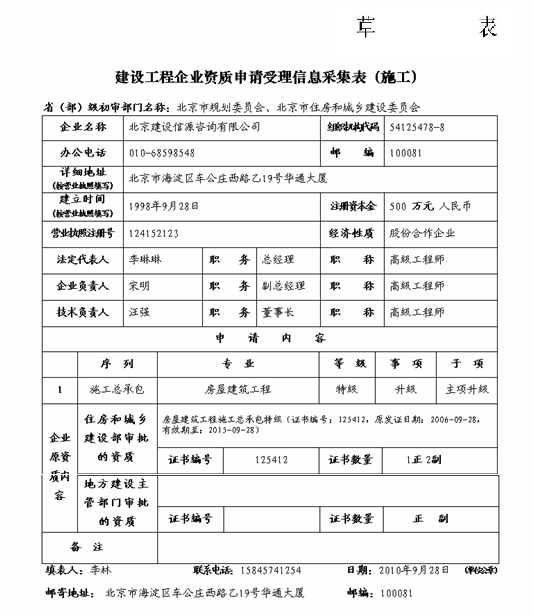 草 表
建设工程企业资质申请受理信息采集表（施工）
省（部）级初审部门名称：北京市规划委员会、北京市住房和城乡建设委员会
企业名称 北京建设信源咨询有限公司 组织机构代码 54125478-8
办公电话 010-68598548 邮 编 100081
详细地址
（按营业执照填写） 北京市海淀区车公庄西路乙19号华通大厦
建立时间
（按营业执照填写） 1998年9月28日 注册资本金 500 万元 人民币
营业执照注册号 124152123 经济性质 股份合作企业
法定代表人 李琳琳 职 务 总经理 职 称 高级工程师
企业负责人 宋明 职 务 副总经理 职 称 高级工程师
技术负责人 汪强 职 务 董事长 职 称 高级工程师
申 请 内 容
序 列 专 业 等 级 事 项 子 项
1 施工总承包 房屋建筑工程 特级 升级 主项升级
企业原资质内容
住房和城乡建设部审批的资质
房屋建筑工程施工总承包特级（证书编号：125412，原发证日期：2006-09-28，
有效期至：2015-09-28）
证书编号 125412 证书数量 1正 2副
地方建设主管部门审批的资质
证书编号 证书数量 正 副
备 注
填表人：李林 联系电话：15845741254 日期：2010年9月28日 （单位公章）
邮寄地址： 北京市海淀区车公庄西路乙19号华通大厦 邮编：100081